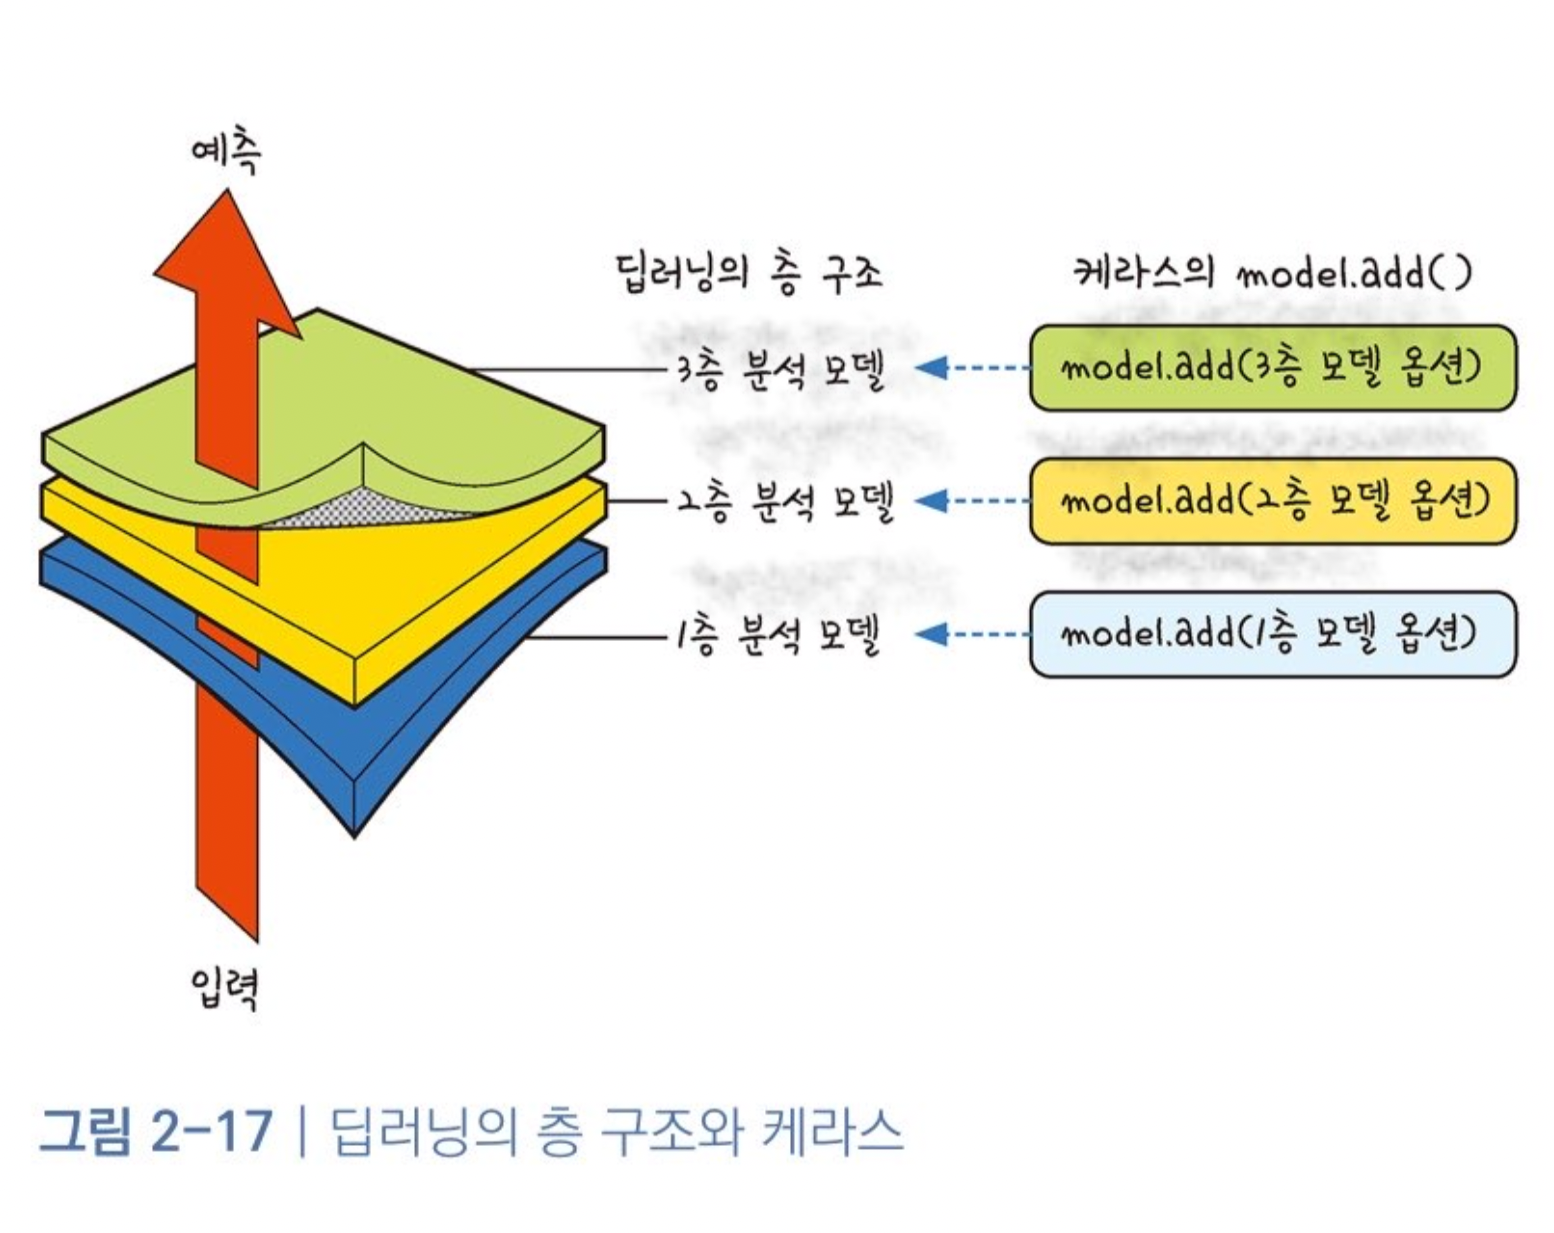 예측
딥러닝의 층 구조
케라스의 model.add()
3층 분석 모델
model.add(3층 모델 옵션)
2층 분석 모델
model.add(2층 모델 옵션)
1층 분석 모델
model.add(1층 모델 옵션)
입력
그림 2-17 | 딥러닝의 층 구조와 케라스